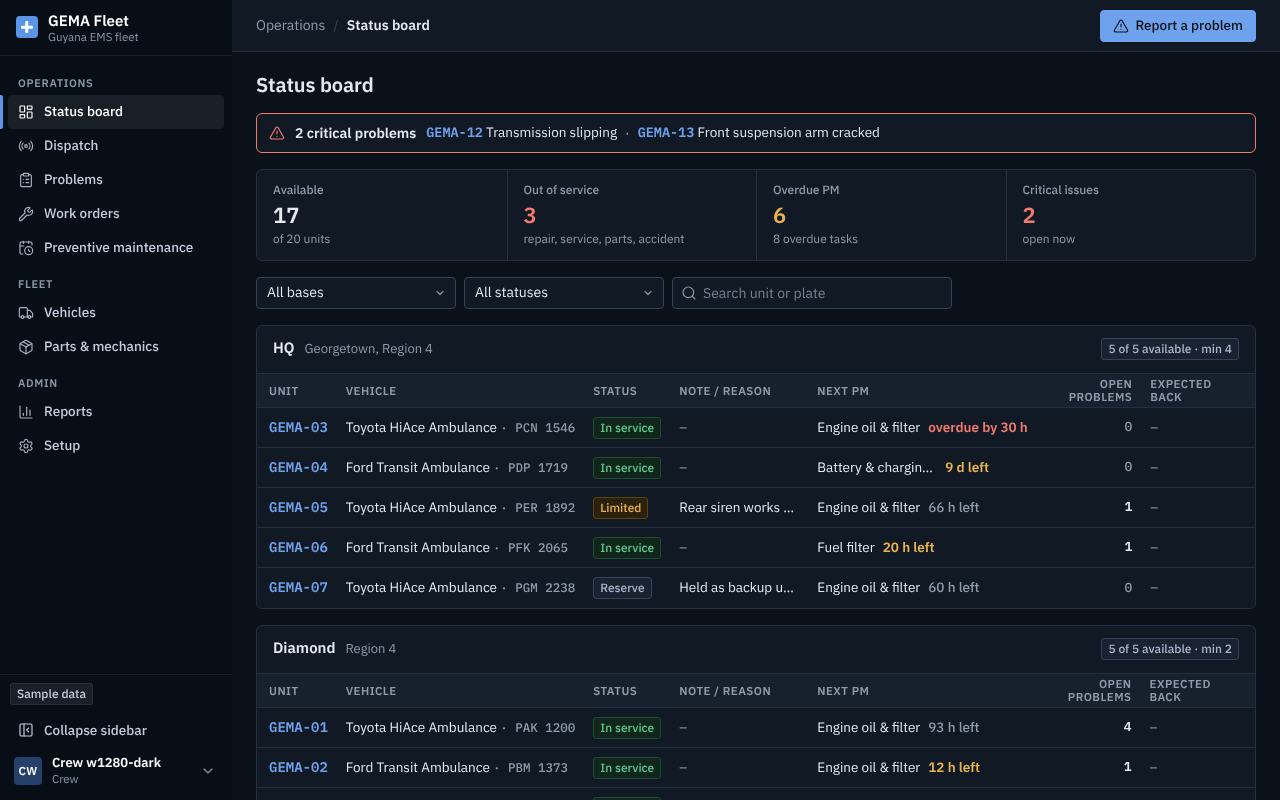 GEMA Fleet
Guyana EMS fleet
OPERATIONS
Status board
Dispatch
Problems
Work orders
Preventive maintenance
FLEET
Vehicles
Parts & mechanics
ADMIN
Reports
Setup
Sample data
Collapse sidebar
CW
Crew w1280-dark
Crew
Operations / Status board
Report a problem
Status board
2 critical problems GEMA-12 Transmission slipping · GEMA-13 Front suspension arm cracked
Available
17
of 20 units
Out of service
3
repair, service, parts, accident
Overdue PM
6
8 overdue tasks
Critical issues
2
open now
All bases
All statuses
Search unit or plate
HQ Georgetown, Region 4
5 of 5 available · min 4
UNIT VEHICLE STATUS NOTE / REASON NEXT PM OPEN PROBLEMS EXPECTED BACK
GEMA-03 Toyota HiAce Ambulance · PCN 1546 In service – Engine oil & filter overdue by 30 h 0 –
GEMA-04 Ford Transit Ambulance · PDP 1719 In service – Battery & chargin... 9 d left 0 –
GEMA-05 Toyota HiAce Ambulance · PER 1892 Limited Rear siren works ... Engine oil & filter 66 h left 1 –
GEMA-06 Ford Transit Ambulance · PFK 2065 In service – Fuel filter 20 h left 1 –
GEMA-07 Toyota HiAce Ambulance · PGM 2238 Reserve Held as backup u... Engine oil & filter 60 h left 0 –
Diamond Region 4
5 of 5 available · min 2
UNIT VEHICLE STATUS NOTE / REASON NEXT PM OPEN PROBLEMS EXPECTED BACK
GEMA-01 Toyota HiAce Ambulance · PAK 1200 In service – Engine oil & filter 93 h left 4 –
GEMA-02 Ford Transit Ambulance · PBM 1373 In service – Engine oil & filter 12 h left 1 –